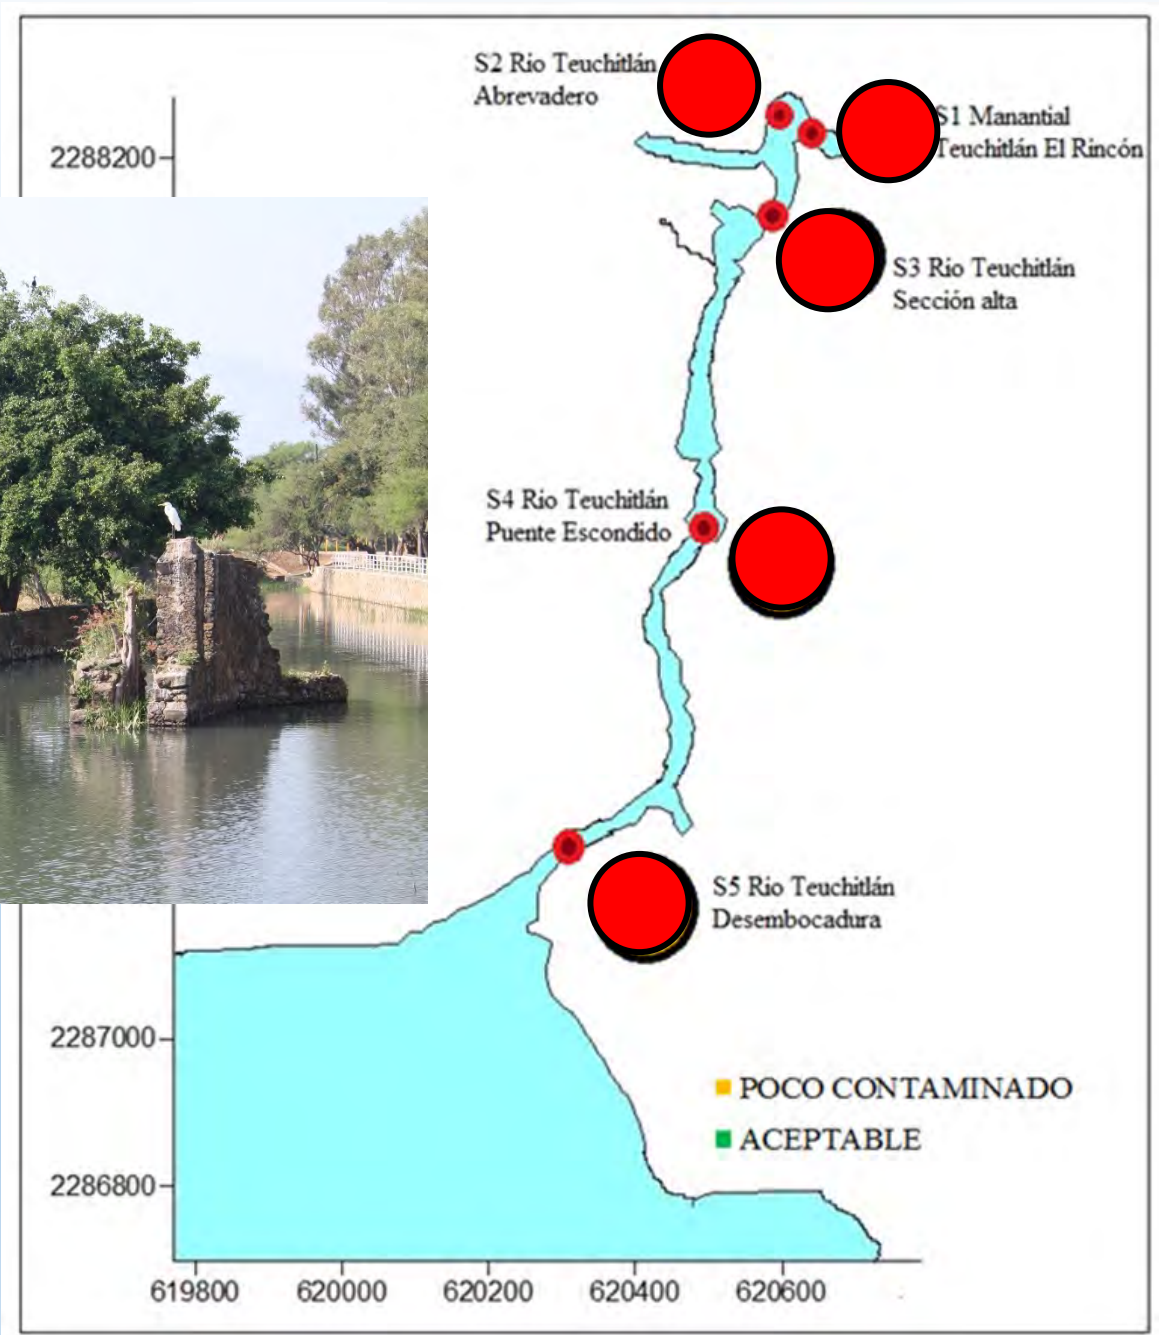 S2 Rio Teuchitlán
Abrevadero
S1 Manantial
Teuchitlán El Rincón
2288200
S3 Rio Teuchitlán
Sección alta
S4 Rio Teuchitlán
Puente Escondido
S5 Rio Teuchitlán
Desembocadura
2287000
POCO CONTAMINADO
ACEPTABLE
2286800
619800 620000 620200 620400 620600